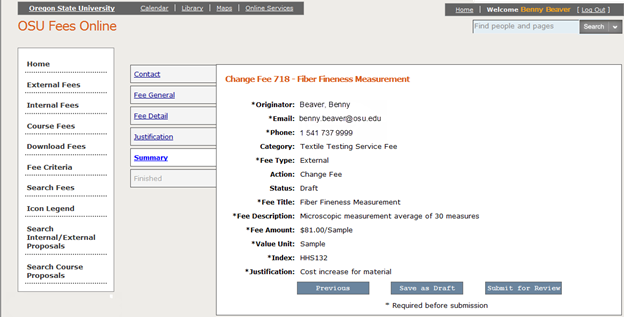 Oregon State University Calendar | Library | Maps | Online Services
Home | Welcome Benny Beaver [ Log Out ]
OSU Fees Online
Find people and pages Search
Home
External Fees
Internal Fees
Course Fees
Download Fees
Fee Criteria
Search Fees
Icon Legend
Search
Internal/External
Proposals
Search Course
Proposals
Contact
Fee General
Fee Detail
Justification
Summary
Finished
Change Fee 718 - Fiber Fineness Measurement
*Originator: Beaver, Benny
*Email: benny.beaver@osu.edu
*Phone: 1 541 737 9999
Category: Textile Testing Service Fee
*Fee Type: External
Action: Change Fee
Status: Draft
*Fee Title: Fiber Fineness Measurement
*Fee Description: Microscopic measurement average of 30 measures
*Fee Amount: $81.00/Sample
*Value Unit: Sample
*Index: HHS132
*Justification: Cost increase for material
Previous Save as Draft Submit for Review
* Required before submission